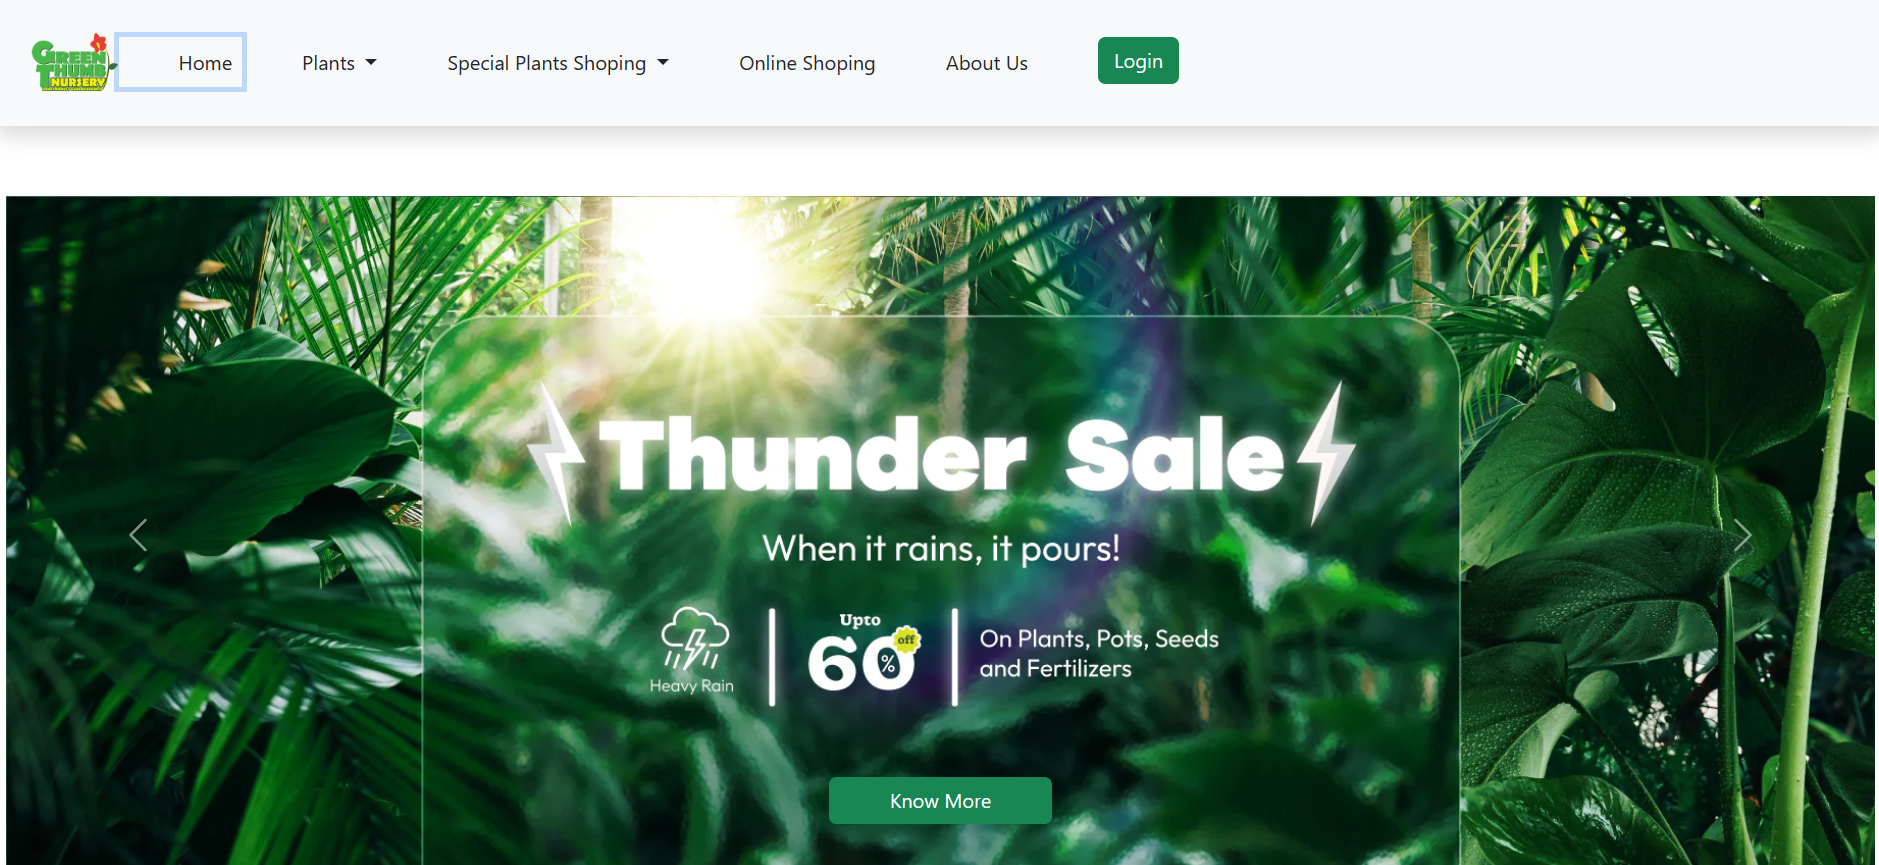 GREEN
THUMB
NURSERY
Home
Plants
Special Plants Shoping
Online Shoping
About Us
Login
Thunder Sale
When it rains, it pours!
Heavy Rain
Upto
60% off
On Plants, Pots, Seeds
and Fertilizers
Know More